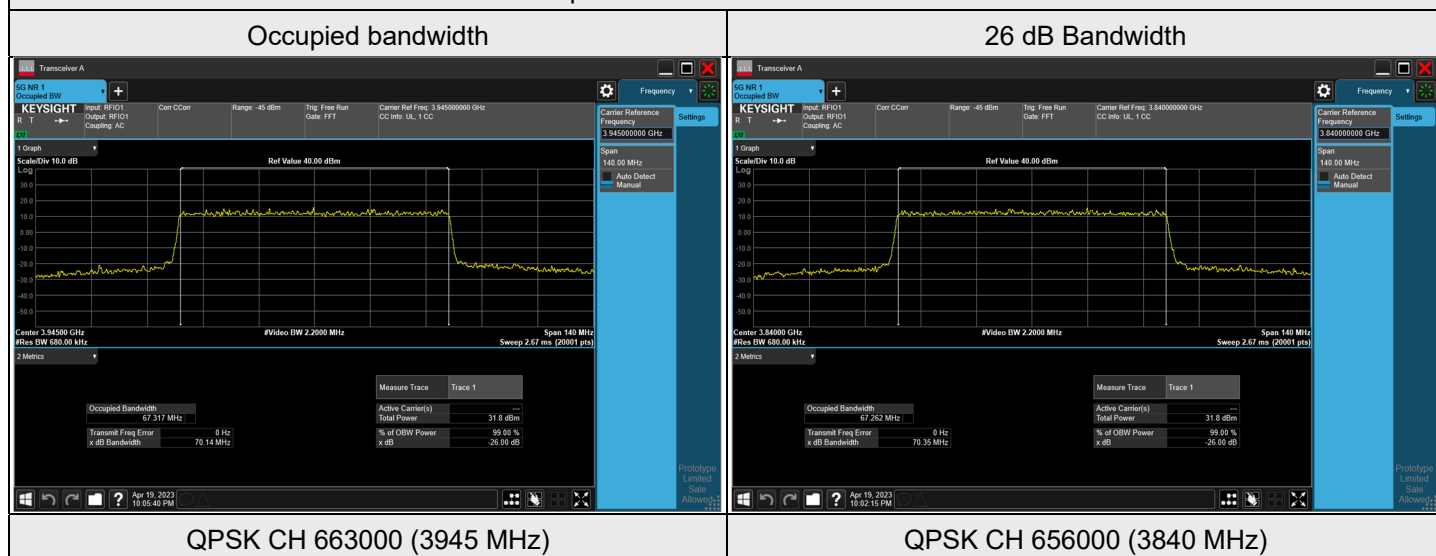 Occupied bandwidth
26 dB Bandwidth
Transceiver A
5G NR 1
Occupied BW
+
Frequency
KEYSIGHT
R T
LXI
Input: RFIO1
Output: RFIO1
Coupling: AC
Corr CCorr
Range: -45 dBm
Trig: Free Run
Gate: FFT
Carrier Ref Freq: 3.945000000 GHz
CC Info: UL, 1 CC
Carrier Reference
Frequency
3.945000000 GHz
Settings
Span
140.00 MHz
Auto Detect
Manual
1 Graph
Scale/Div 10.0 dB
Ref Value 40.00 dBm
Log
30.0
20.0
10.0
0.00
-10.0
-20.0
-30.0
-40.0
-50.0
Center 3.94500 GHz
#Video BW 2.2000 MHz
Span 140 MHz
#Res BW 680.00 kHz
Sweep 2.67 ms (20001 pts)
2 Metrics
Measure Trace Trace 1
Occupied Bandwidth
67.317 MHz
Active Carrier(s) ---
Total Power 31.8 dBm
Transmit Freq Error 0 Hz
x dB Bandwidth 70.14 MHz
% of OBW Power 99.00 %
x dB -26.00 dB
Prototype
Limited
Sale
Allowed
?
Apr 19, 2023
10:05:40 PM
Transceiver A
5G NR 1
Occupied BW
+
Frequency
KEYSIGHT
R T
LXI
Input: RFIO1
Output: RFIO1
Coupling: AC
Corr CCorr
Range: -45 dBm
Trig: Free Run
Gate: FFT
Carrier Ref Freq: 3.840000000 GHz
CC Info: UL, 1 CC
Carrier Reference
Frequency
3.840000000 GHz
Settings
Span
140.00 MHz
Auto Detect
Manual
1 Graph
Scale/Div 10.0 dB
Ref Value 40.00 dBm
Log
30.0
20.0
10.0
0.00
-10.0
-20.0
-30.0
-40.0
-50.0
Center 3.84000 GHz
#Video BW 2.2000 MHz
Span 140 MHz
#Res BW 680.00 kHz
Sweep 2.67 ms (20001 pts)
2 Metrics
Measure Trace Trace 1
Occupied Bandwidth
67.262 MHz
Active Carrier(s) ---
Total Power 31.8 dBm
Transmit Freq Error 0 Hz
x dB Bandwidth 70.35 MHz
% of OBW Power 99.00 %
x dB -26.00 dB
Prototype
Limited
Sale
Allowed
?
Apr 19, 2023
10:02:15 PM
QPSK CH 663000 (3945 MHz)
QPSK CH 656000 (3840 MHz)